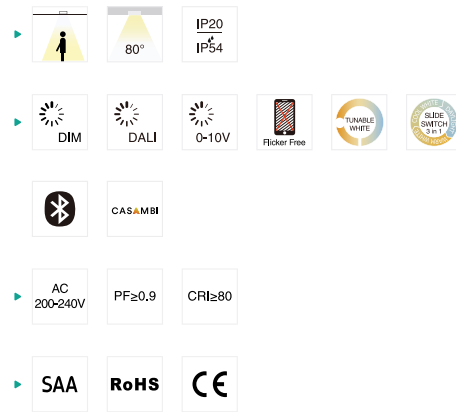 80°
IP20
IP54
DIM
DALI
0-10V
Flicker Free
TUNABLE
WHITE
SLIDE
SWITCH
3 in 1
CASAMBI
AC
200-240V
PF≥0.9
CRI≥80
SAA
RoHS
CE